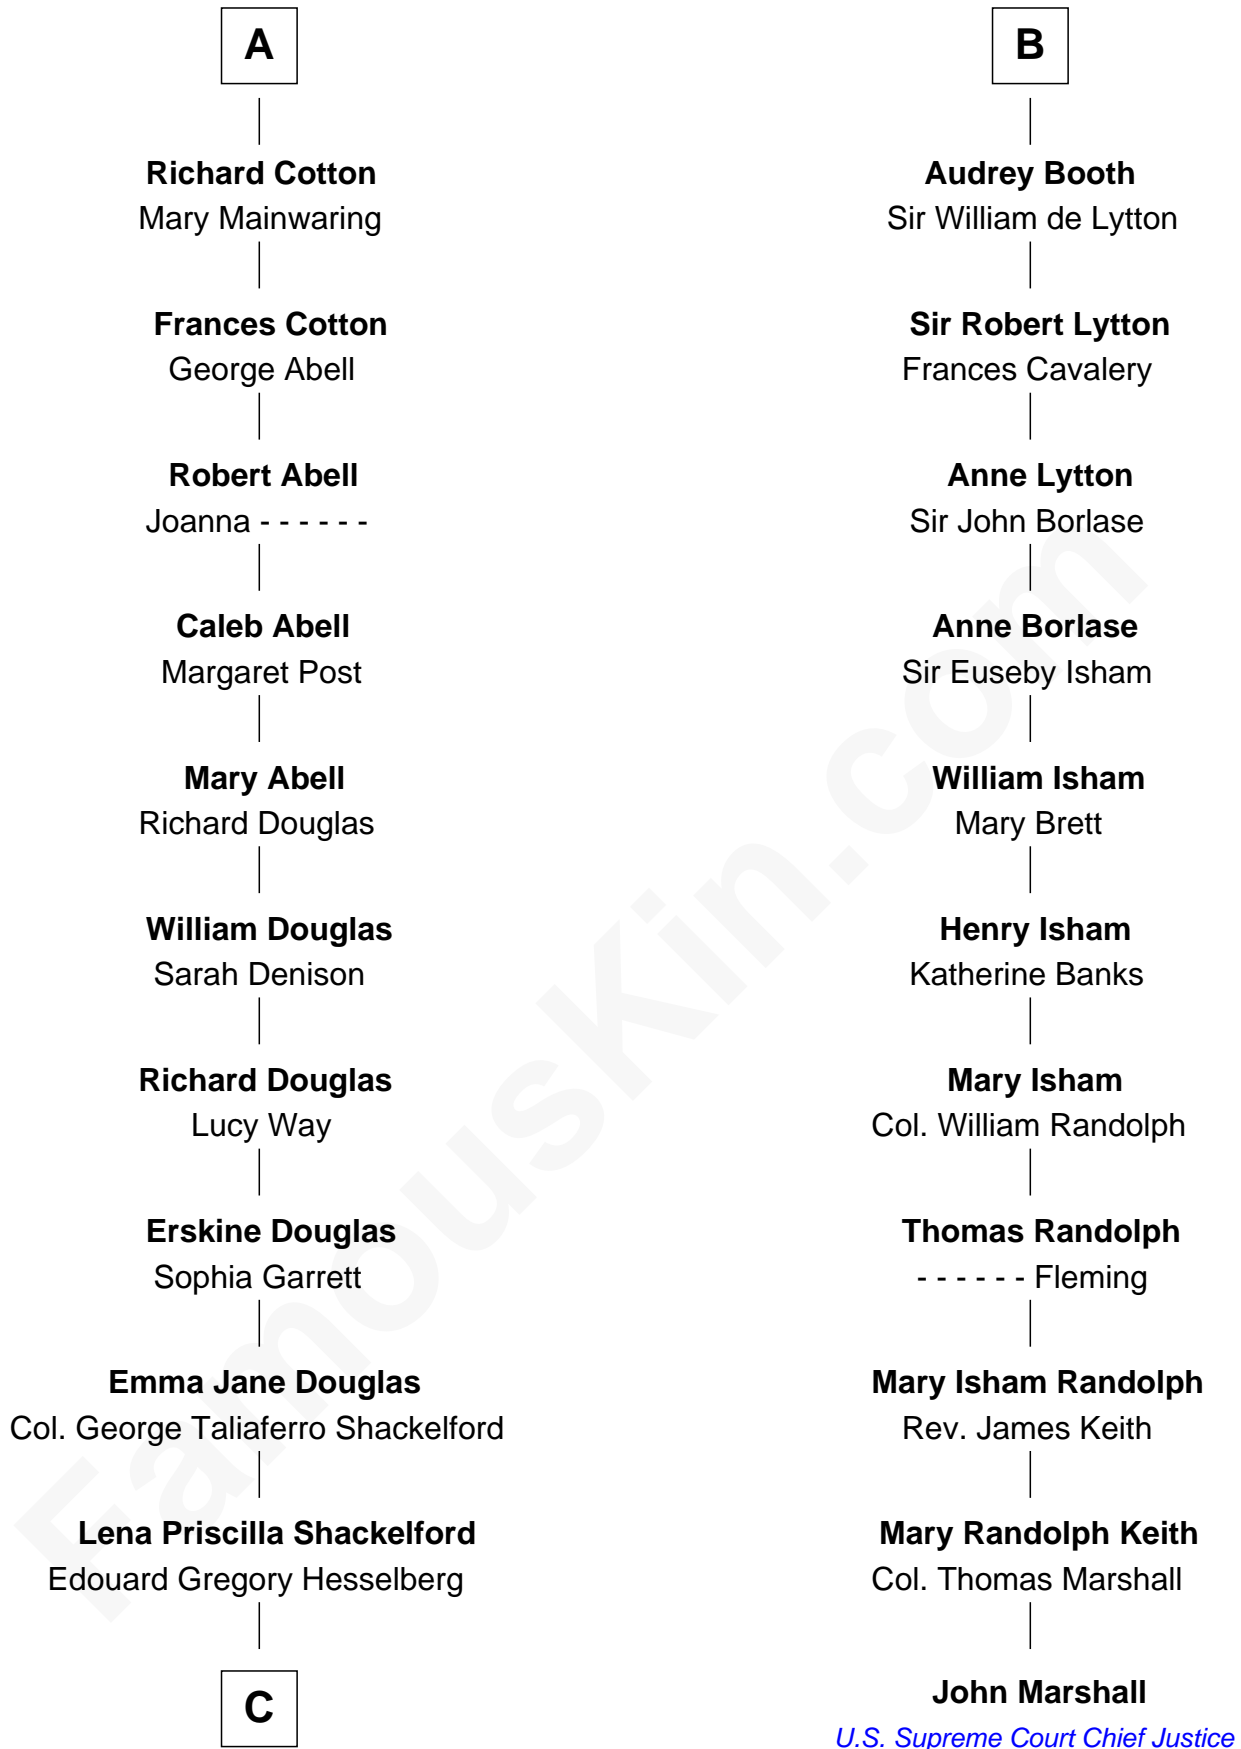 A
Richard Cotton
Mary Mainwaring
Frances Cotton
George Abell
Robert Abell
Joanna - - - - - -
Caleb Abell
Margaret Post
Mary Abell
Richard Douglas
William Douglas
Sarah Denison
Richard Douglas
Lucy Way
Erskine Douglas
Sophia Garrett
Emma Jane Douglas
Col. George Taliaferro Shackelford
Lena Priscilla Shackelford
Edouard Gregory Hesselberg
C
B
Audrey Booth
Sir William de Lytton
Sir Robert Lytton
Frances Cavalery
Anne Lytton
Sir John Borlase
Anne Borlase
Sir Euseby Isham
William Isham
Mary Brett
Henry Isham
Katherine Banks
Mary Isham
Col. William Randolph
Thomas Randolph
- - - - - - Fleming
Mary Isham Randolph
Rev. James Keith
Mary Randolph Keith
Col. Thomas Marshall
John Marshall
U.S. Supreme Court Chief Justice
FamousKin.com